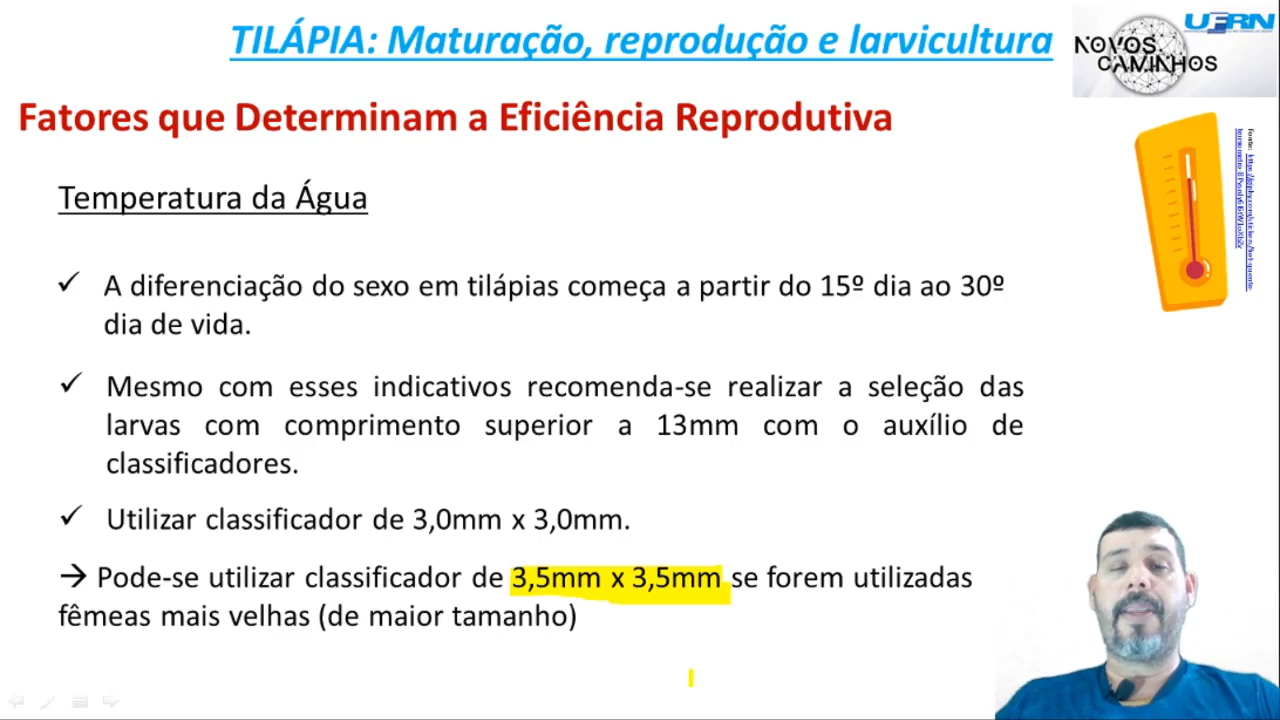 TILÁPIA: Maturação, reprodução e larvicultura
UFRN
NOVOS
CAMINHOS
Fatores que Determinam a Eficiência Reprodutiva
Fonte:
Temperatura da Água
✓ A diferenciação do sexo em tilápias começa a partir do 15º dia ao 30º
dia de vida.
✓ Mesmo com esses indicativos recomenda-se realizar a seleção das
larvas com comprimento superior a 13mm com o auxílio de
classificadores.
✓ Utilizar classificador de 3,0mm x 3,0mm.
→ Pode-se utilizar classificador de 3,5mm x 3,5mm se forem utilizadas
fêmeas mais velhas (de maior tamanho)